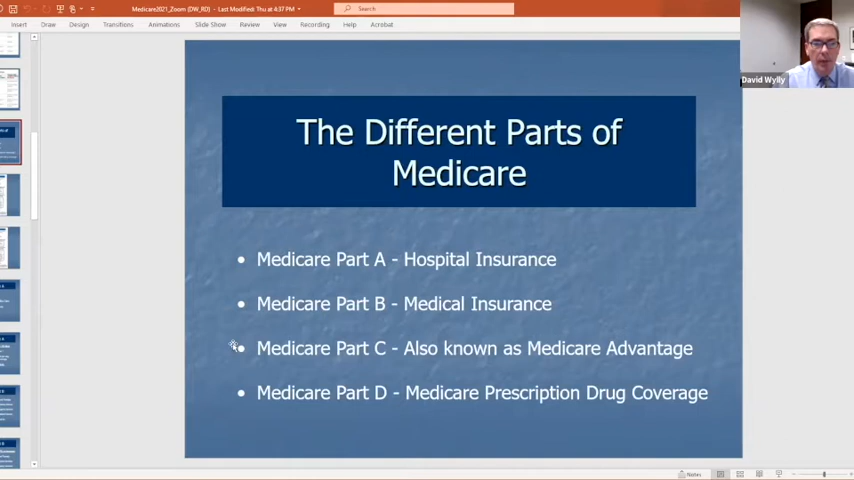 Medicare2021_Zoom (DW_RD) - Last Modified: Thu at 4:37 PM
Search
Insert Draw Design Transitions Animations Slide Show Review View Recording Help Acrobat
David Wylly
The Different Parts of
Medicare
• Medicare Part A - Hospital Insurance
• Medicare Part B - Medical Insurance
• Medicare Part C - Also known as Medicare Advantage
• Medicare Part D - Medicare Prescription Drug Coverage
Notes